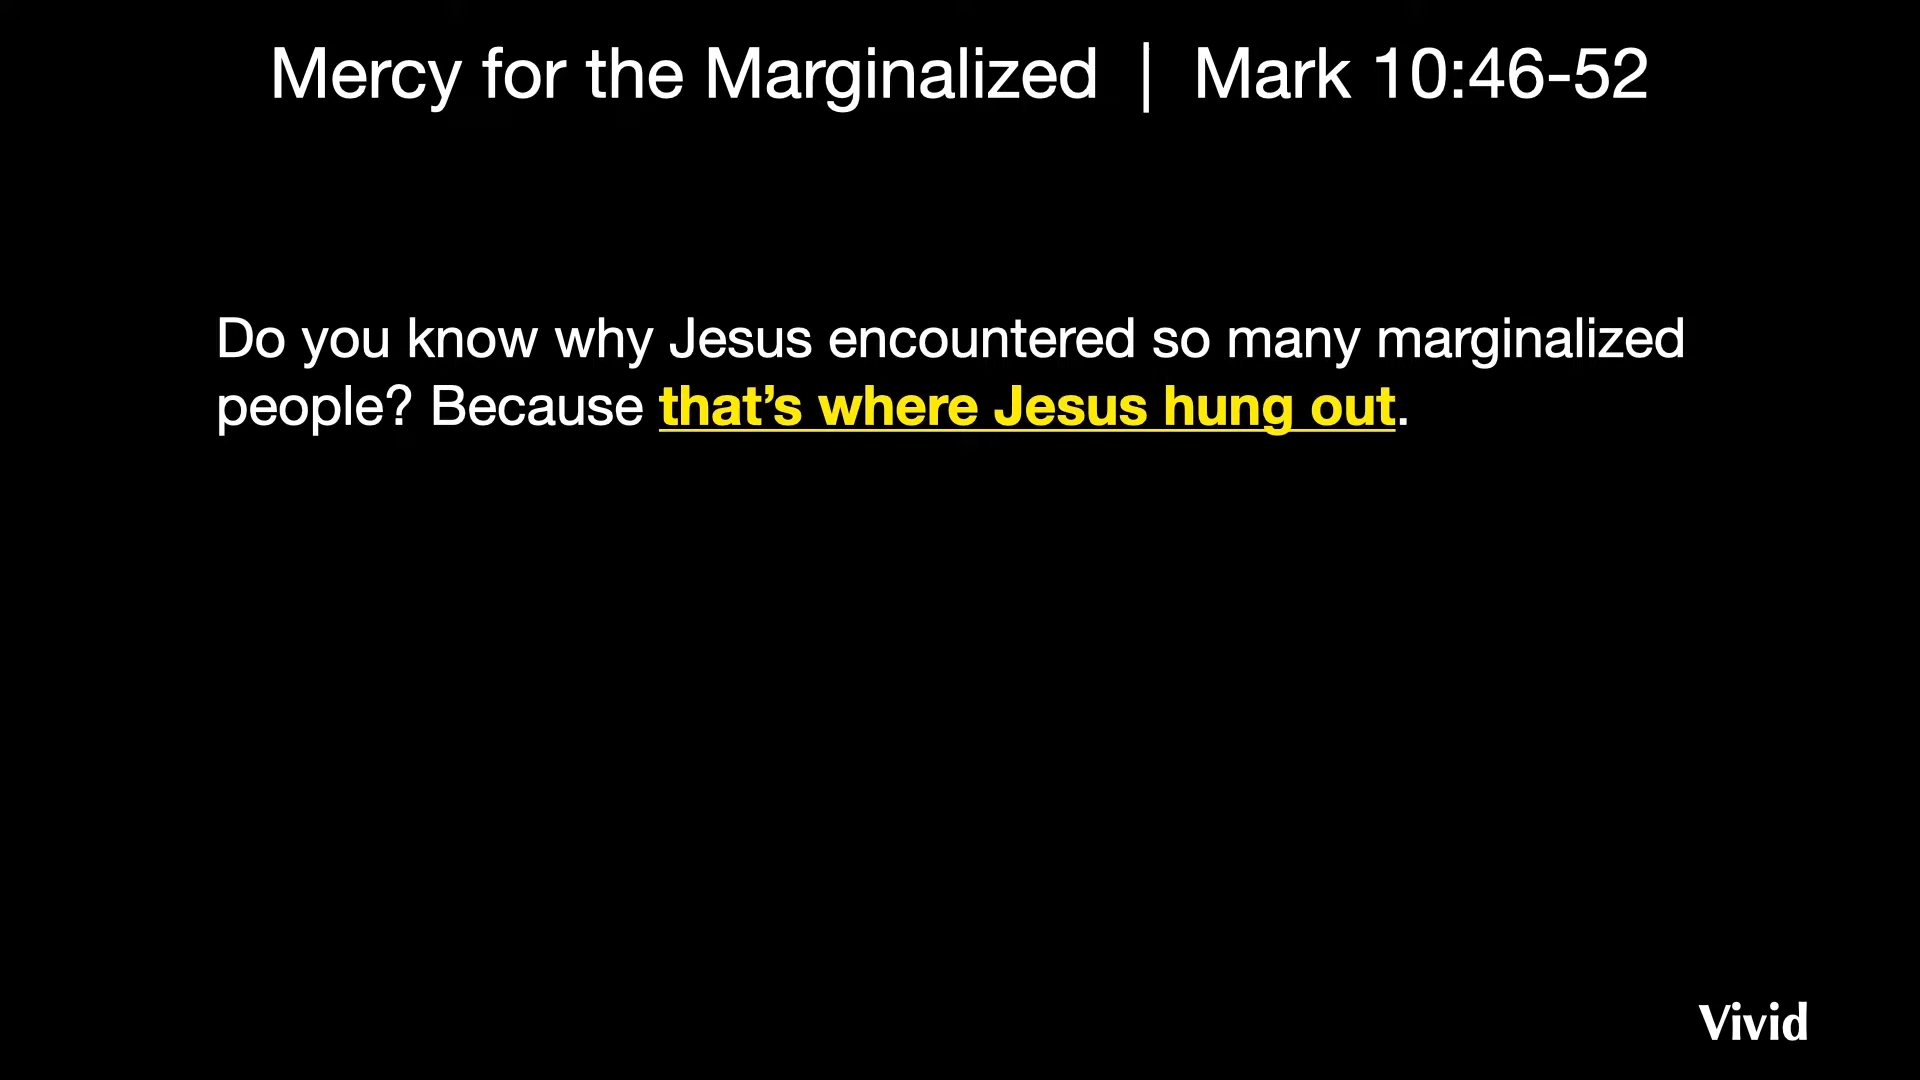 Mercy for the Marginalized | Mark 10:46-52
Do you know why Jesus encountered so many marginalized
people? Because that’s where Jesus hung out.
Vivid